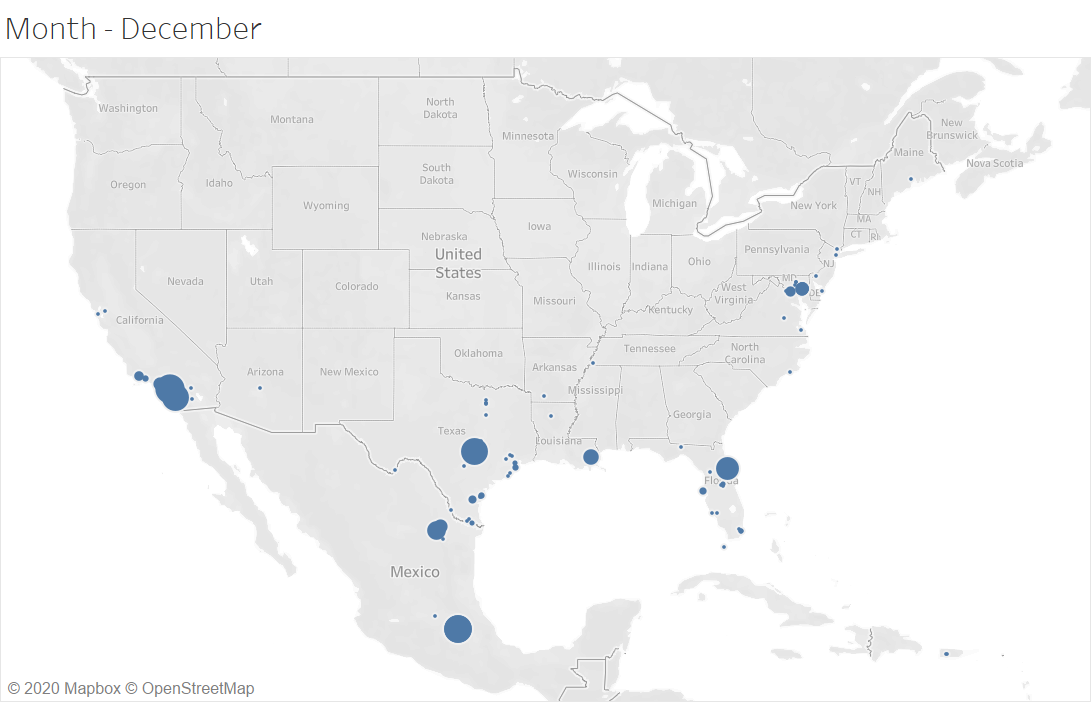 Month - December
Washington
Montana
North
Dakota
Minnesota
New
Brunswick
Maine
Nova Scotia
Oregon
Idaho
South
Dakota
Wisconsin
Michigan
VT
NH
Wyoming
New York
MA
CT
RI
Iowa
Nebraska
United
States
Pennsylvania
NJ
Nevada
Utah
Colorado
Kansas
Missouri
Illinois
Indiana
Ohio
West
Virginia
MD
DE
Kentucky
California
Arizona
New Mexico
Oklahoma
Arkansas
Tennessee
North
Carolina
Mississippi
Georgia
Texas
Louisiana
Florida
Mexico
© 2020 Mapbox © OpenStreetMap